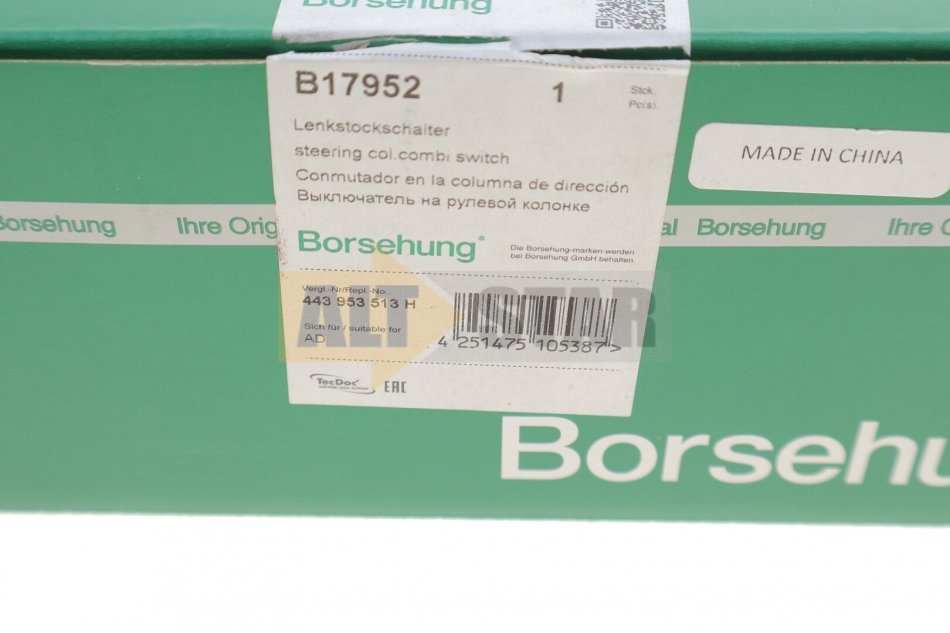 Borsehung
B17952 1 Stck.
Pc(s).
Lenkstockschalter
steering col.combi switch
Conmutador en la columna de dirección
Выключатель на рулевой колонке
Borsehung
Die Borsehung-marken werden
bei Borsehung GmbH behalten.
Vergl.-Nr/Repl.-No..
443 953 513 H
Sich für / suitable for
AD
4 251475 105387 >
TecDoc
EAC
MADE IN CHINA
Borsehung Ihre Orig
al Borsehung Ihre O
Borsehu
ALT STAR